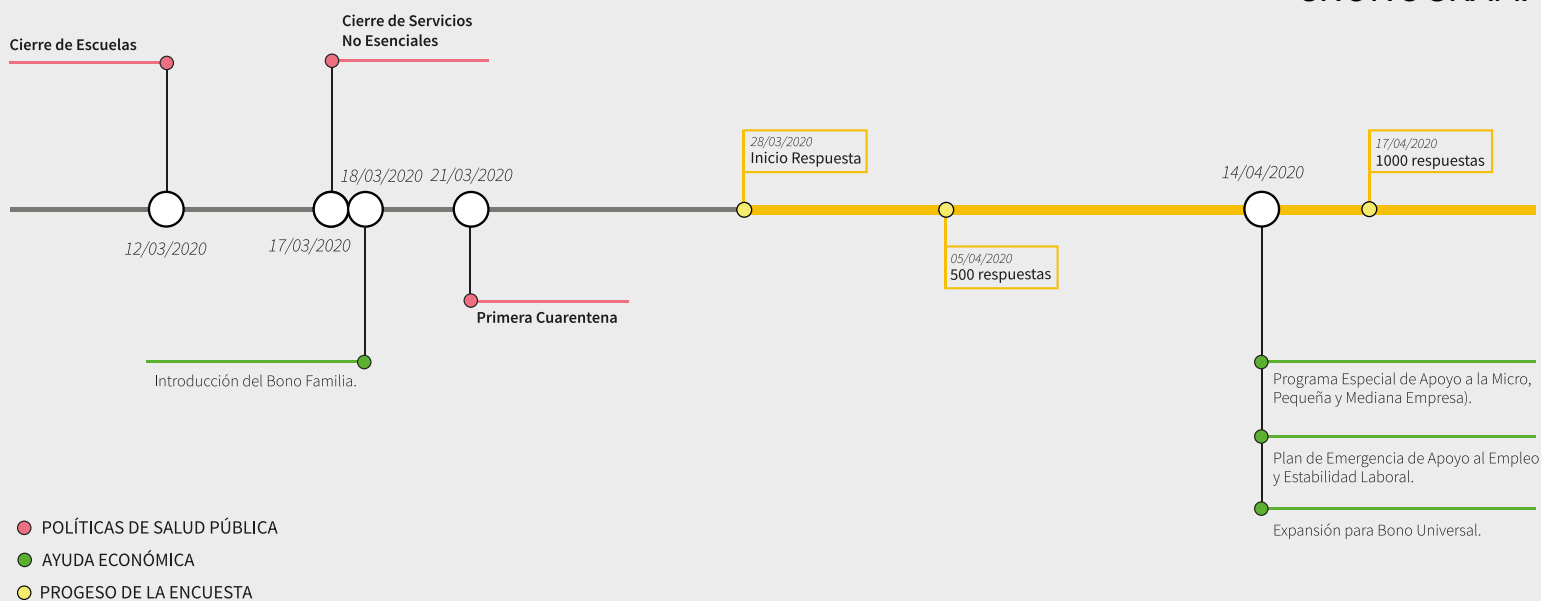 Cierre de Escuelas
Cierre de Servicios
No Esenciales
12/03/2020
17/03/2020
18/03/2020
21/03/2020
28/03/2020
Inicio Respuesta
05/04/2020
500 respuestas
14/04/2020
17/04/2020
1000 respuestas
Primera Cuarentena
Introducción del Bono Familia.
Programa Especial de Apoyo a la Micro,
Pequeña y Mediana Empresa).
Plan de Emergencia de Apoyo al Empleo
y Estabilidad Laboral.
Expansión para Bono Universal.
POLÍTICAS DE SALUD PÚBLICA
AYUDA ECONÓMICA
PROGESO DE LA ENCUESTA